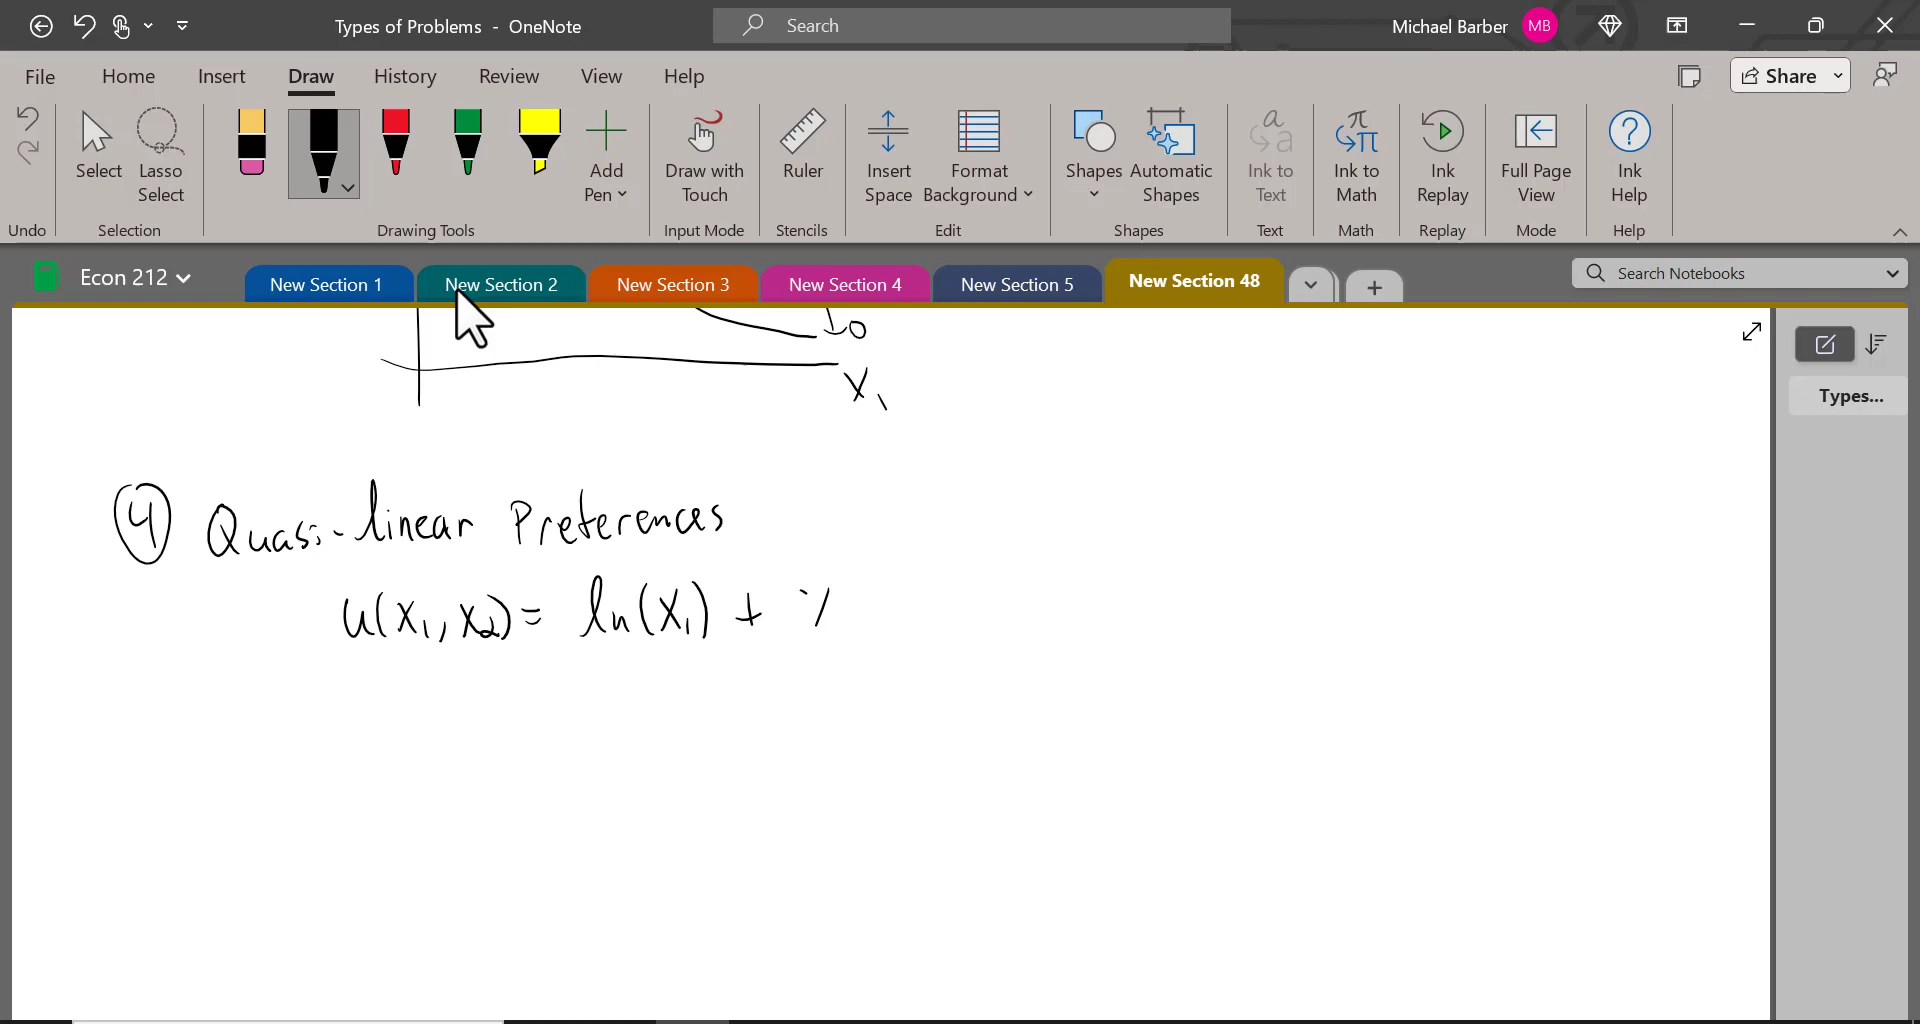 Types of Problems - OneNote
Search
Michael Barber
MB
File
Home
Insert
Draw
History
Review
View
Help
Share
Select
Lasso
Select
Add
Pen
Draw with
Touch
Ruler
Insert
Space
Format
Background
Shapes
Automatic
Shapes
Ink to
Text
Ink to
Math
Ink
Replay
Full Page
View
Ink
Help
Undo
Selection
Drawing Tools
Input Mode
Stencils
Edit
Shapes
Text
Math
Replay
Mode
Help
Econ 212
New Section 1
New Section 2
New Section 3
New Section 4
New Section 5
New Section 48
Search Notebooks
Types...
X₁
④ Quasi-linear Preferences
u(x₁, x₂) = ln(x₁) +